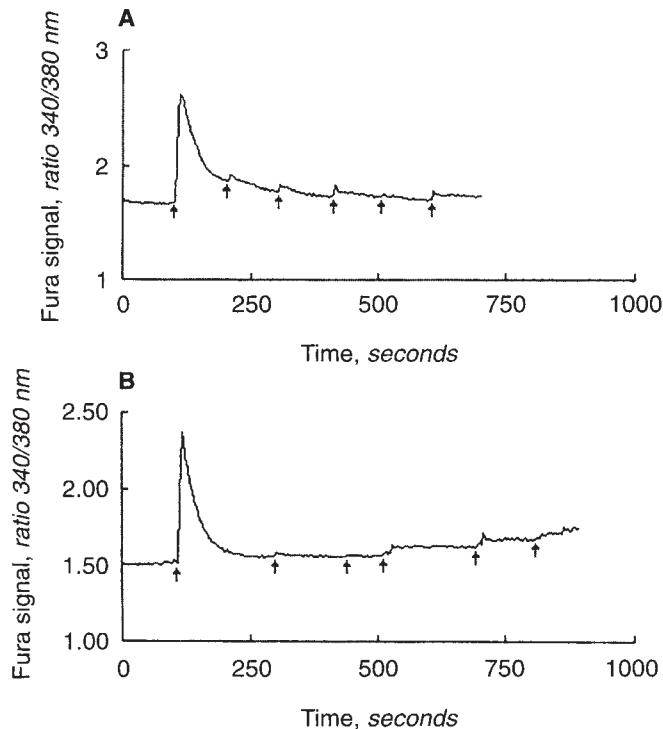 A
Fura signal, ratio 340/380 nm
3
2
1
0 250 500 750 1000
Time, seconds
B
Fura signal, ratio 340/380 nm
2.50
2.00
1.50
1.00
0 250 500 750 1000
Time, seconds